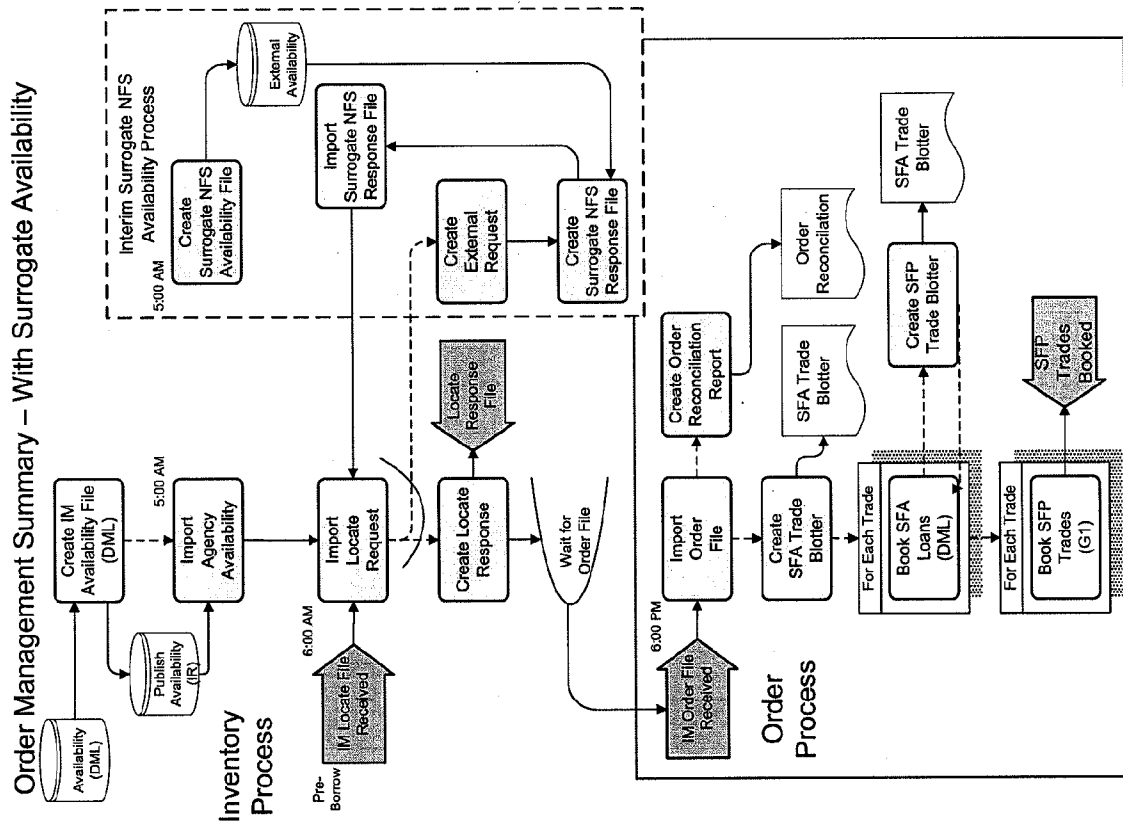 Order Management Summary – With Surrogate Availability
Availability
(DML)
Create IM
Availability File
(DML)
Publish
Availability
(IR)
5:00 AM
Import
Agency
Availability
Inventory
Process
Pre-
Borrow
IM Locate File
Received
6:00 AM
Import
Locate
Request
Create Locate
Response
Locate
Response
File
Wait for
Order File
Interim Surrogate NFS
Availability Process
5:00 AM
Create
Surrogate NFS
Availability File
External
Availability
Import
Surrogate NFS
Response File
Create
External
Request
Create
Surrogate NFS
Response File
IM Order File
Received
6:00 PM
Order
Process
Import
Order
File
Create Order
Reconciliation
Report
Order
Reconciliation
Create
SFA Trade
Blotter
SFA Trade
Blotter
For Each Trade
Book SFA
Loans
(DML)
Create SFP
Trade Blotter
SFA Trade
Blotter
For Each Trade
Book SFP
Trades
(G1)
SFP
Trades
Booked